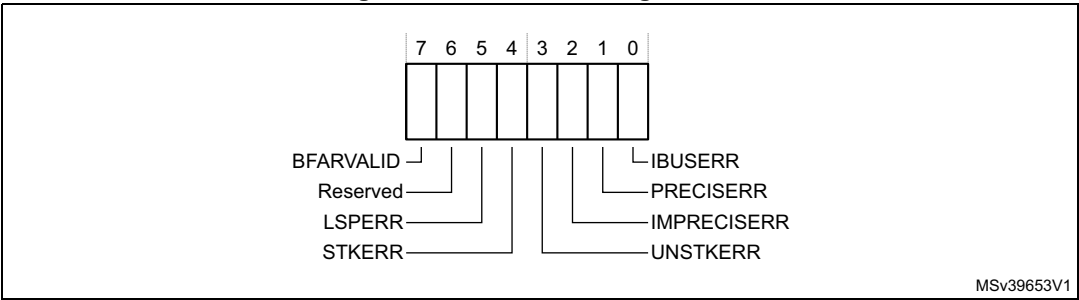 7 6 5 4 3 2 1 0
BFARVALID IBUSERR
Reserved PRECISERR
LSPERR IMPRECISERR
STKERR UNSTKERR
MSv39653V1